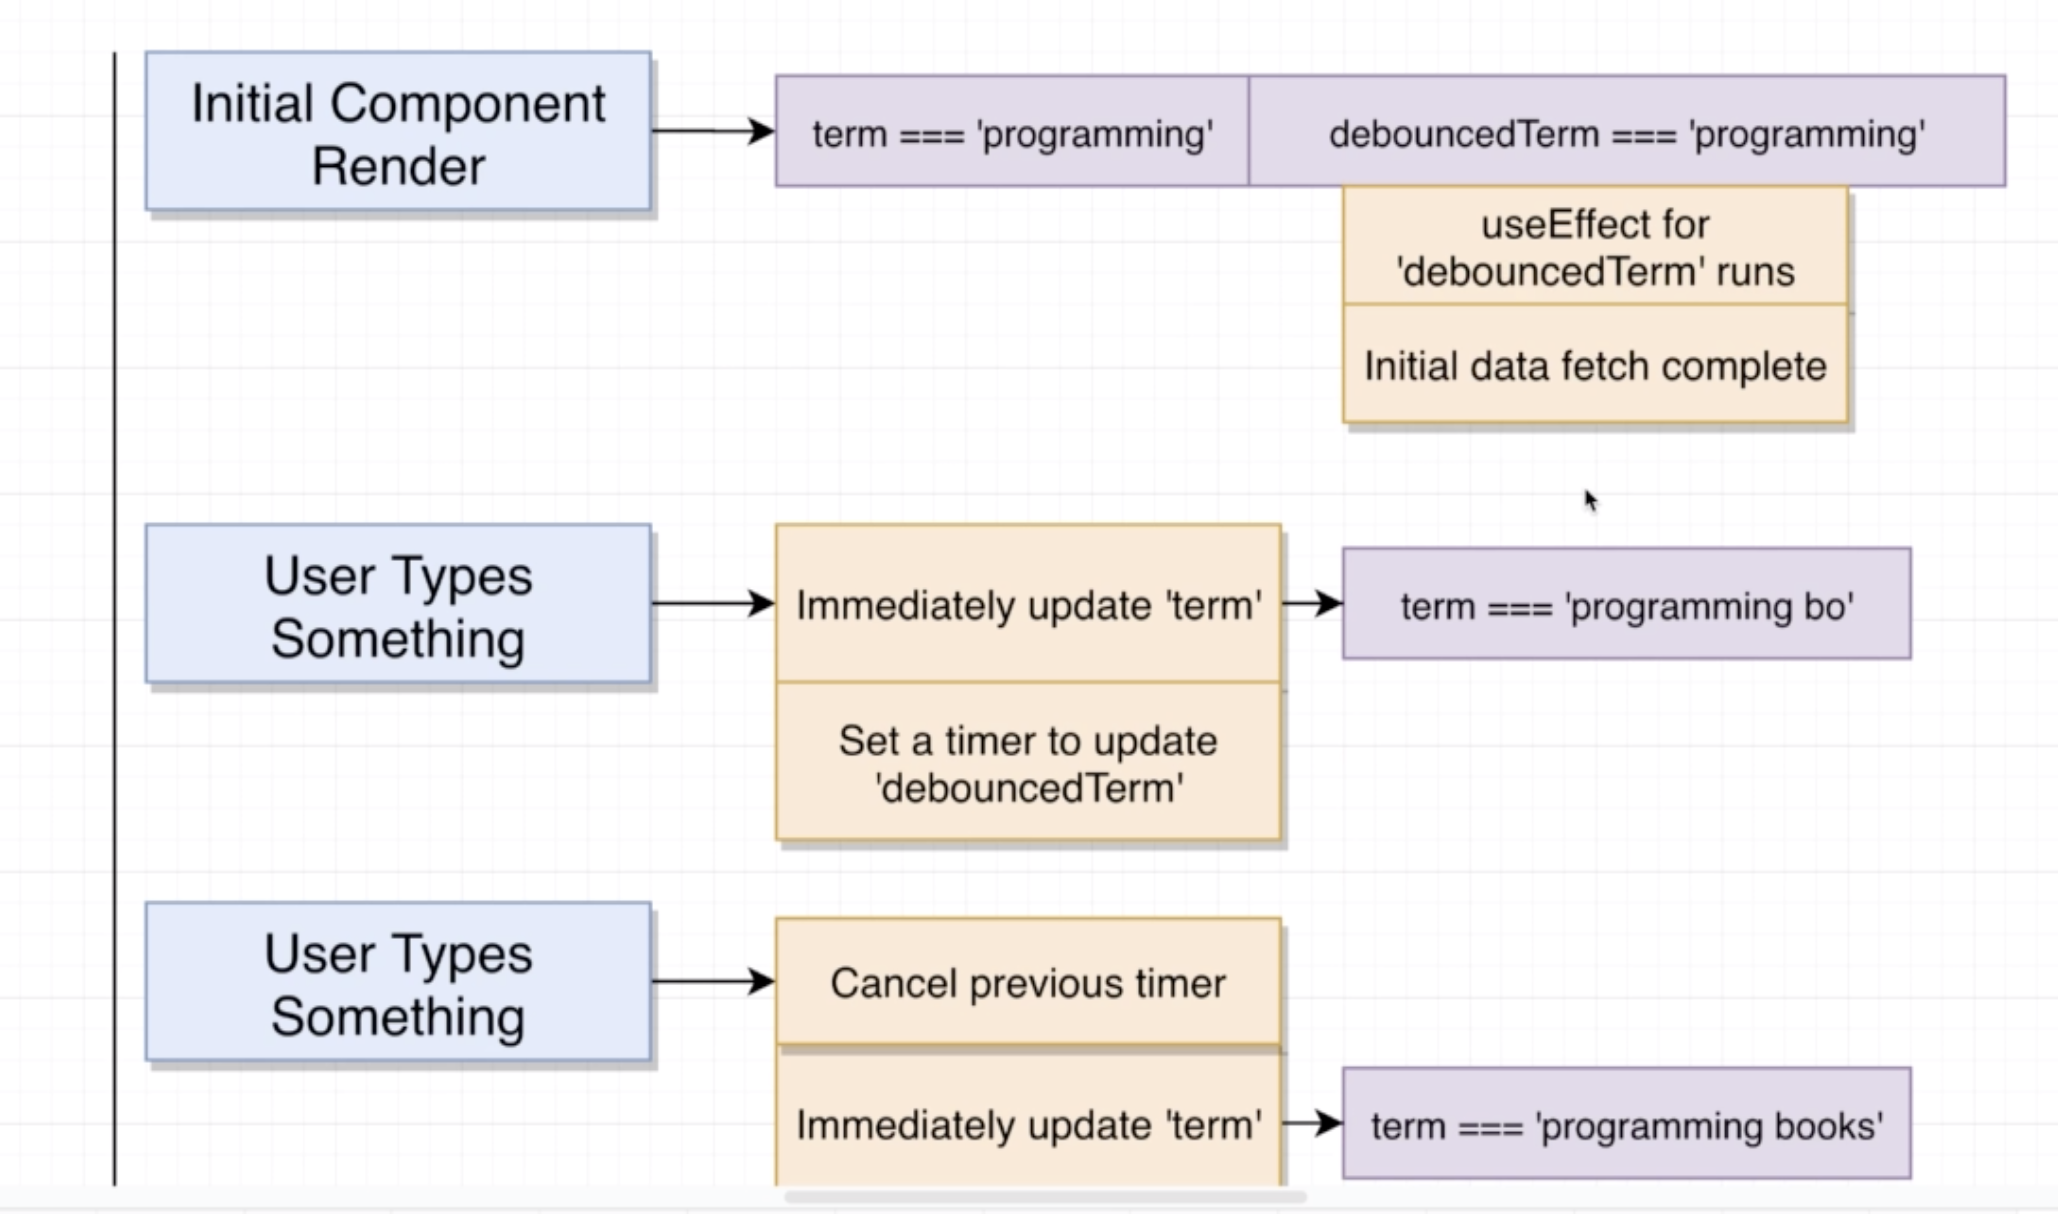 Initial Component
Render
term === 'programming'
debouncedTerm === 'programming'
useEffect for
'debouncedTerm' runs
Initial data fetch complete
User Types
Something
Immediately update 'term'
term === 'programming bo'
Set a timer to update
'debouncedTerm'
User Types
Something
Cancel previous timer
Immediately update 'term'
term === 'programming books'